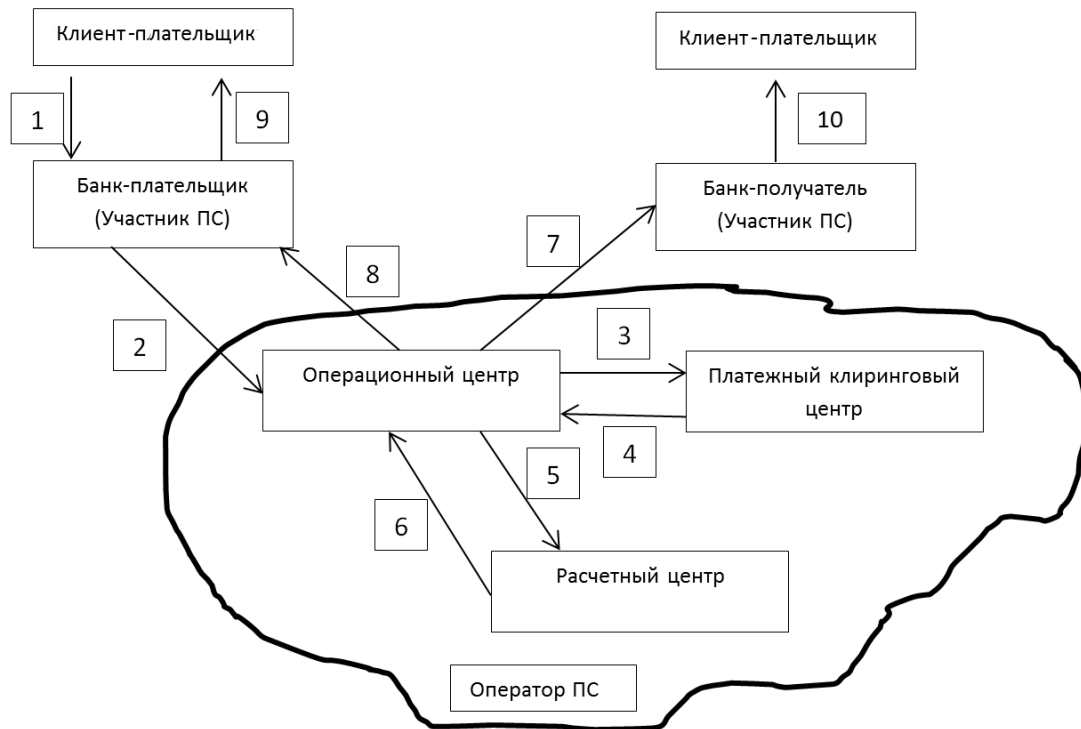 Клиент-плательщик
Клиент-плательщик
1
9
10
Банк-плательщик
(Участник ПС)
Банк-получатель
(Участник ПС)
7
8
2
3
Операционный центр
Платежный клиринговый
центр
4
5
6
Расчетный центр
Оператор ПС